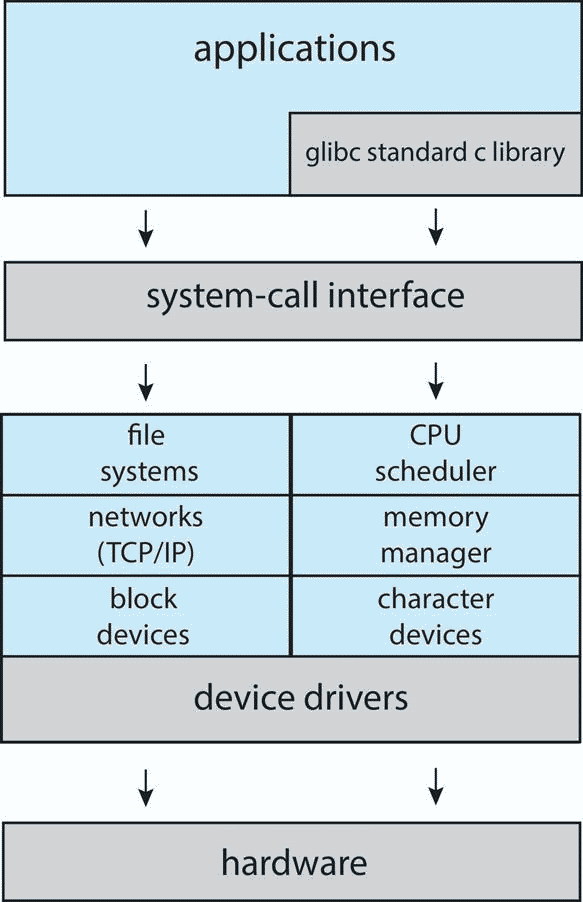 applications
glibc standard c library
system-call interface
file
systems
CPU
scheduler
networks
(TCP/IP)
memory
manager
block
devices
character
devices
device drivers
hardware